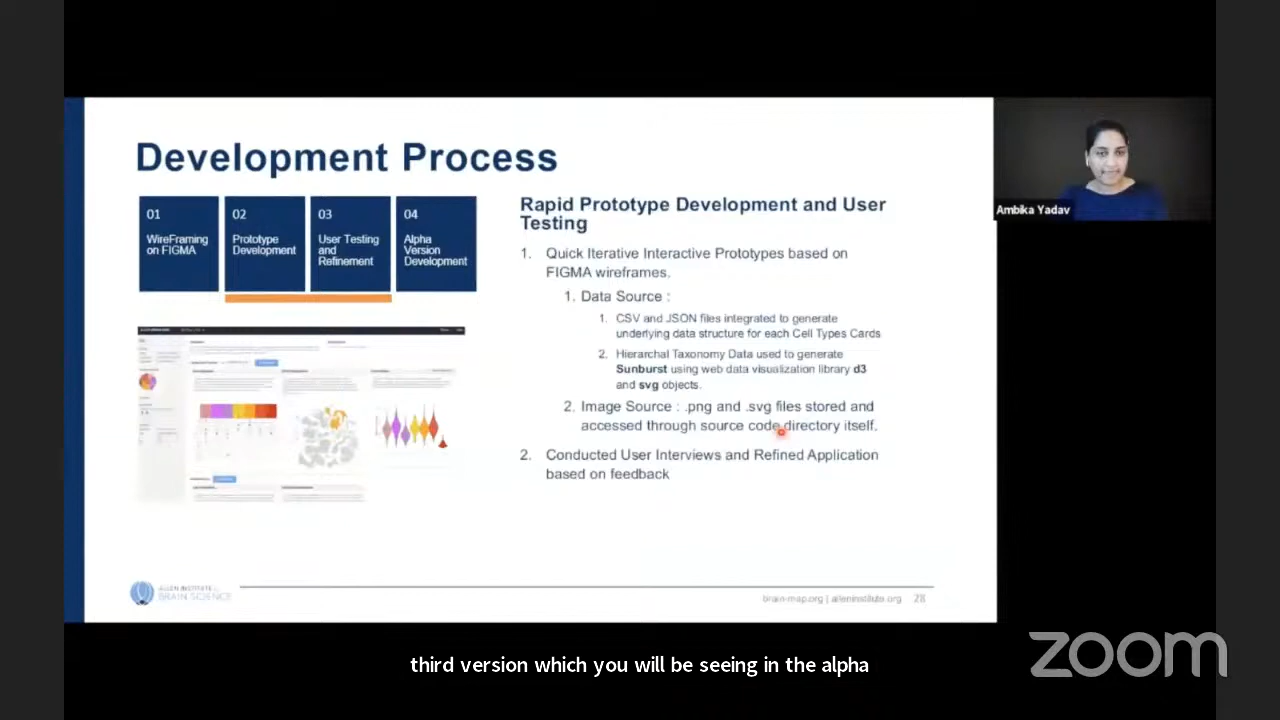 Development Process
01
WireFraming
on FIGMA
02
Prototype
Development
03
User Testing
and
Refinement
04
Alpha
Version
Development
Rapid Prototype Development and User
Testing
1. Quick Iterative Interactive Prototypes based on
FIGMA wireframes.
1. Data Source :
1. CSV and JSON files integrated to generate
underlying data structure for each Cell Types Cards
2. Hierarchal Taxonomy Data used to generate
Sunburst using web data visualization library d3
and svg objects.
2. Image Source : .png and .svg files stored and
accessed through source code directory itself.
2. Conducted User Interviews and Refined Application
based on feedback
Ambika Yadav
ALLEN INSTITUTE
BRAIN SCIENCE
brain-map.org | alleninstitute.org 28
third version which you will be seeing in the alpha
zoom